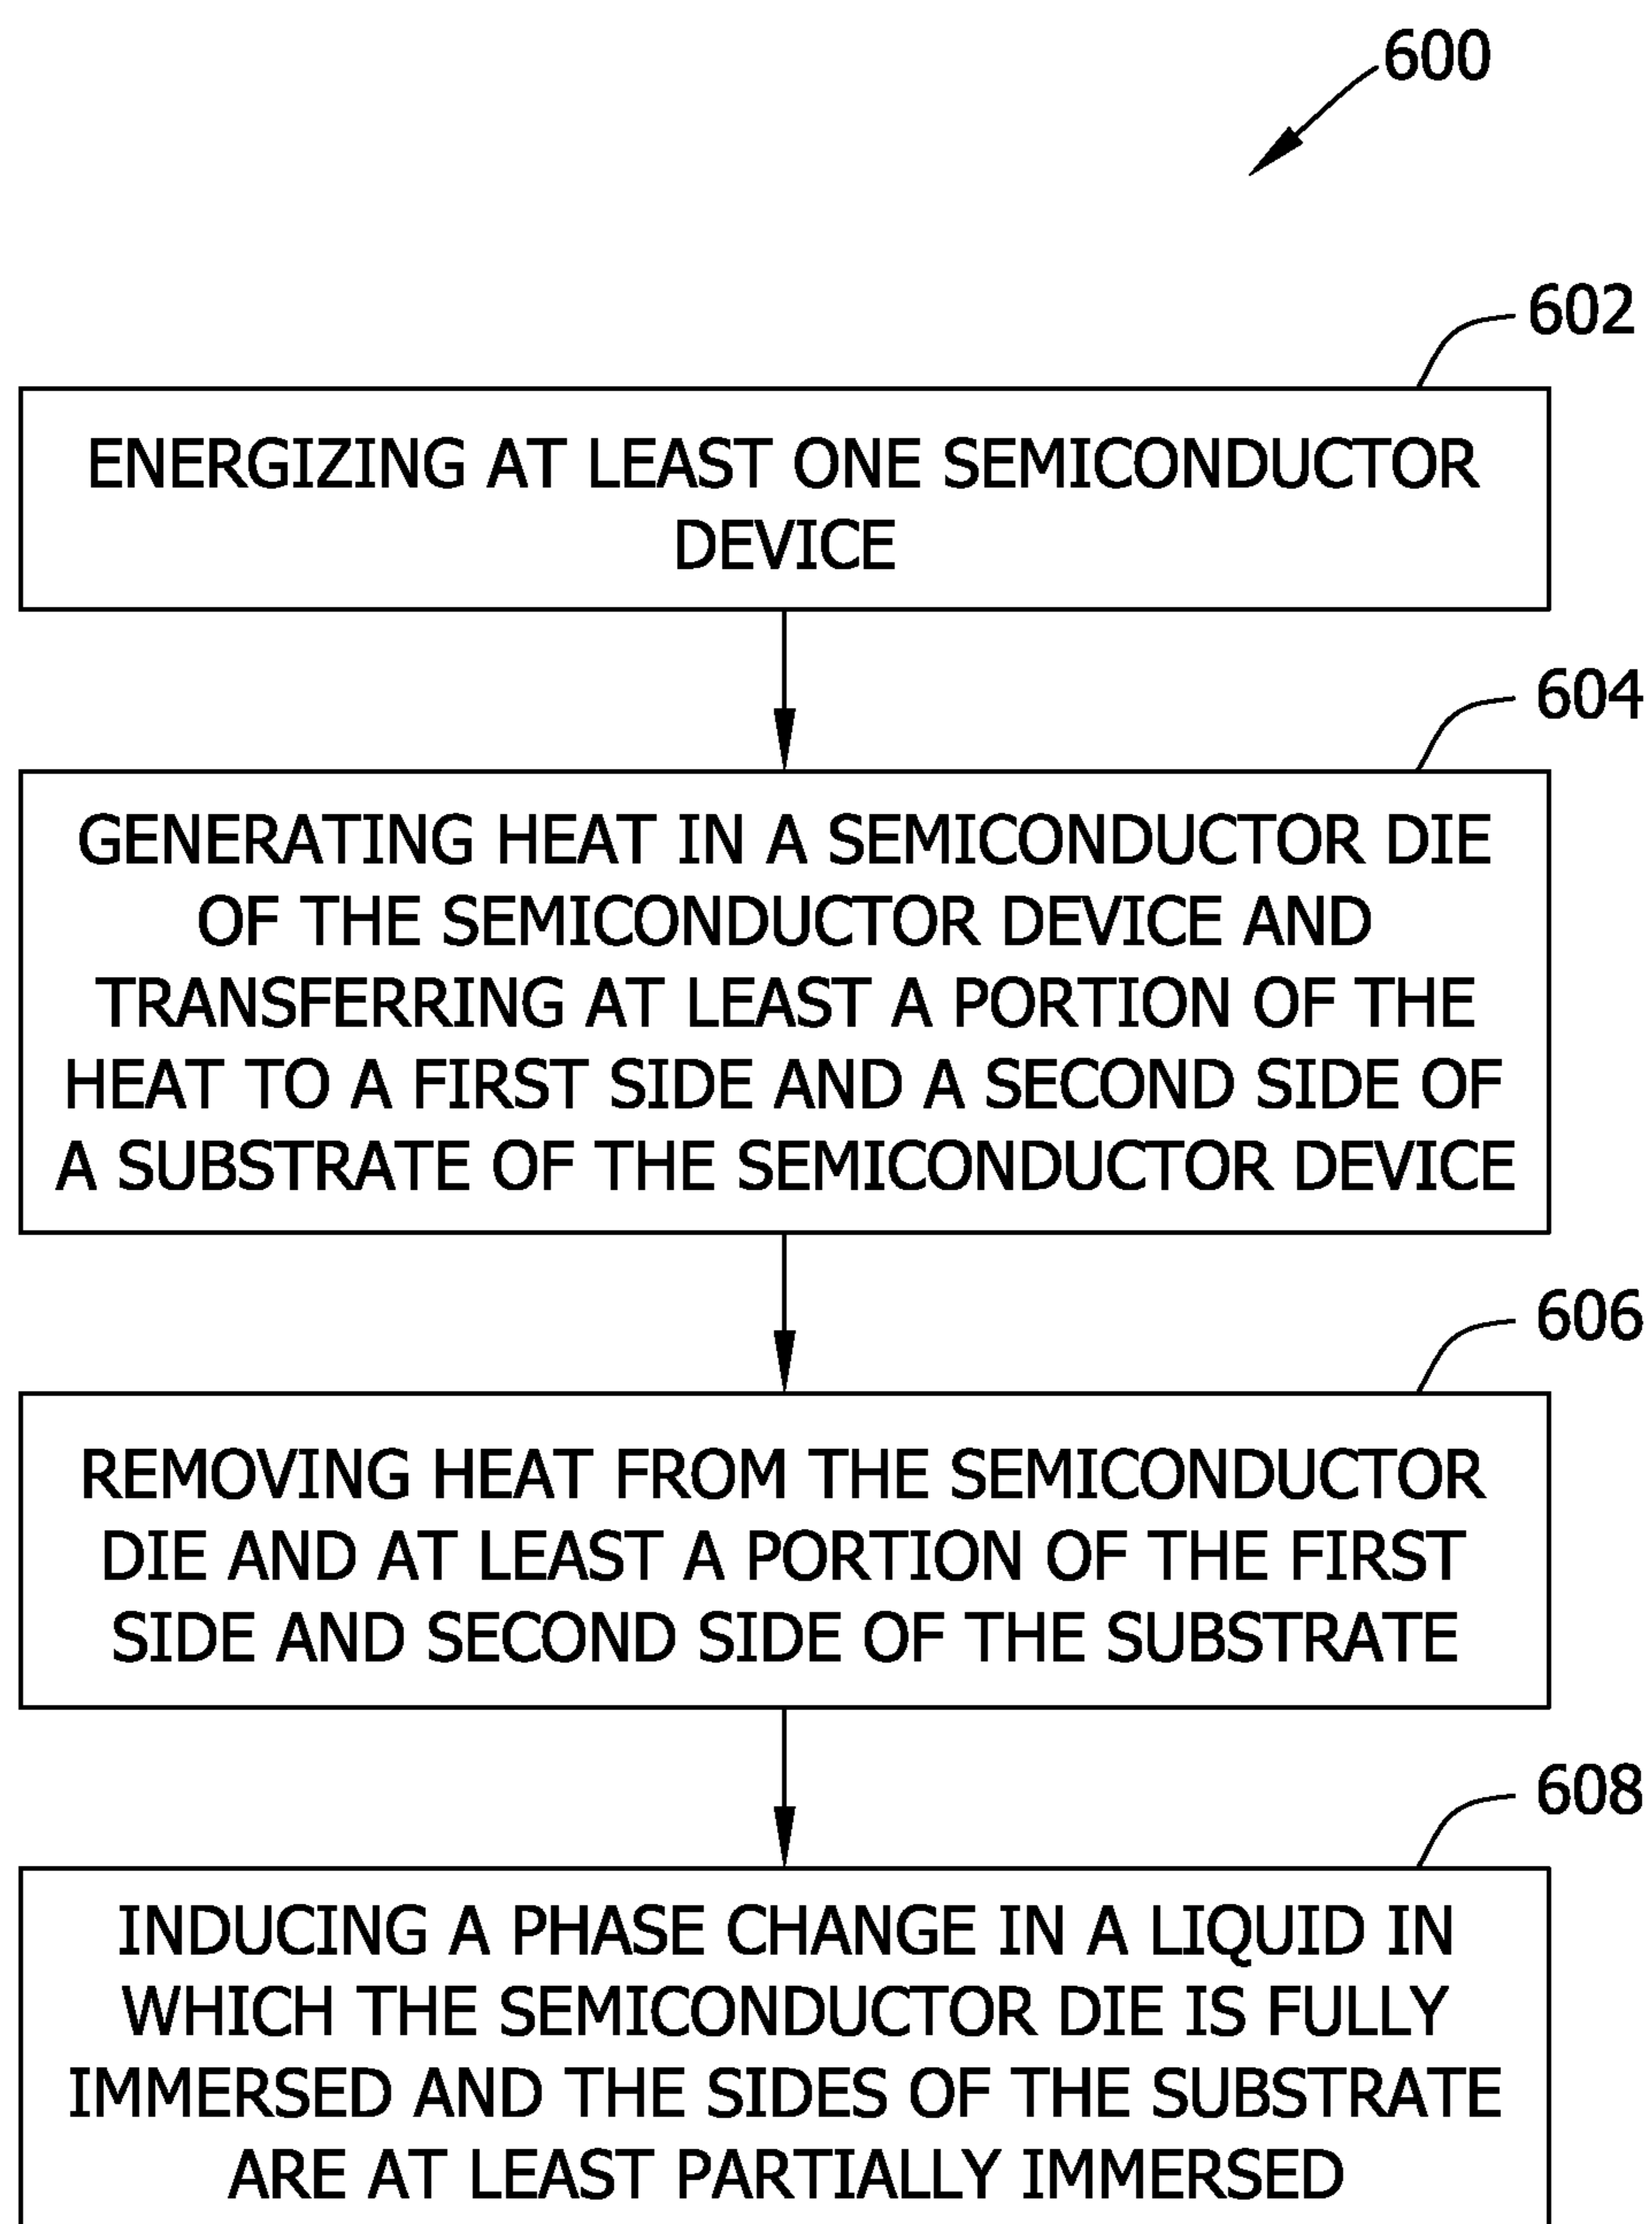 600
602
ENERGIZING AT LEAST ONE SEMICONDUCTOR
DEVICE
604
GENERATING HEAT IN A SEMICONDUCTOR DIE
OF THE SEMICONDUCTOR DEVICE AND
TRANSFERRING AT LEAST A PORTION OF THE
HEAT TO A FIRST SIDE AND A SECOND SIDE OF
A SUBSTRATE OF THE SEMICONDUCTOR DEVICE
606
REMOVING HEAT FROM THE SEMICONDUCTOR
DIE AND AT LEAST A PORTION OF THE FIRST
SIDE AND SECOND SIDE OF THE SUBSTRATE
608
INDUCING A PHASE CHANGE IN A LIQUID IN
WHICH THE SEMICONDUCTOR DIE IS FULLY
IMMERSED AND THE SIDES OF THE SUBSTRATE
ARE AT LEAST PARTIALLY IMMERSED